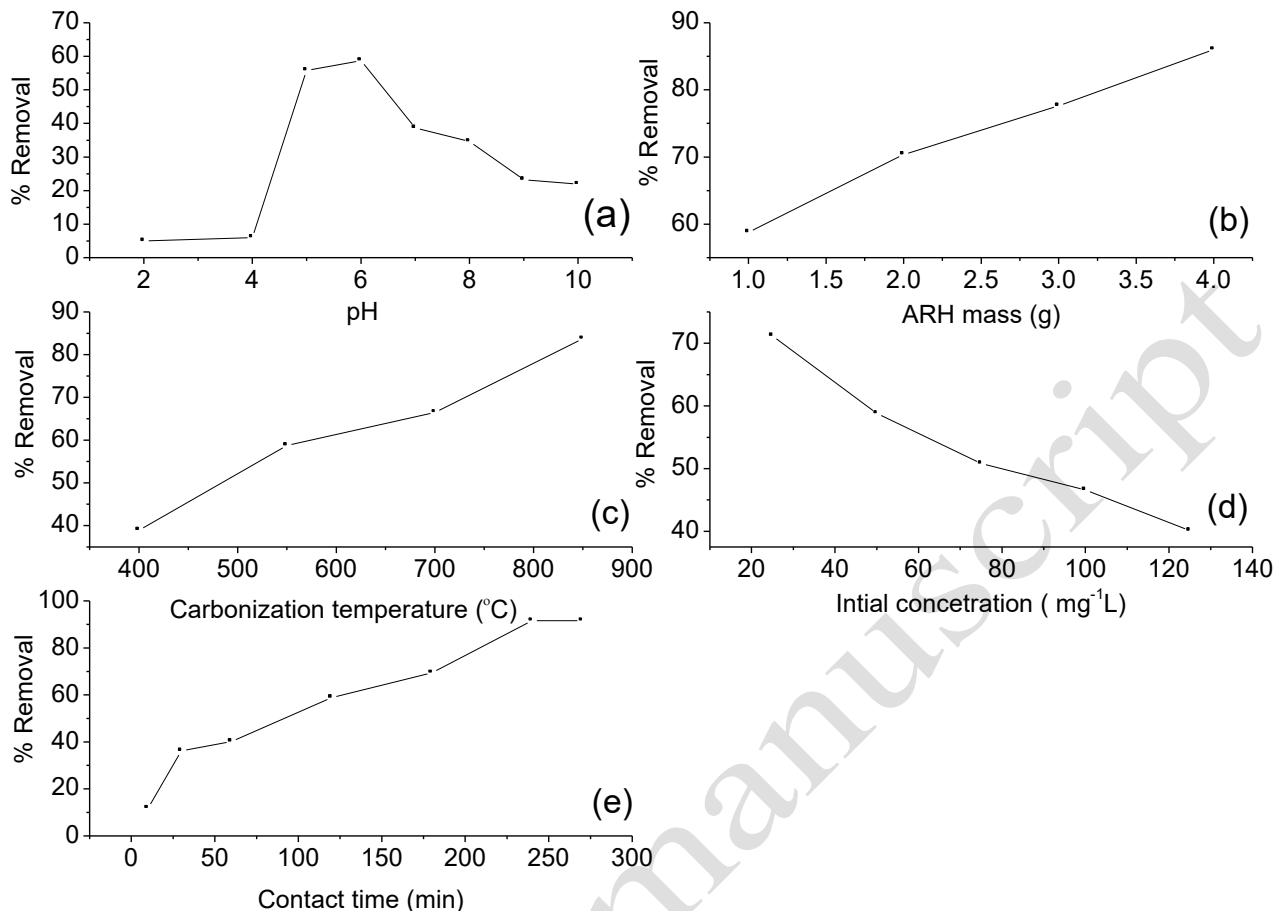 70
60
50
40
30
20
10
0
% Removal
2 4 6 8 10
pH
(a)
90
80
70
60
% Removal
1.0 1.5 2.0 2.5 3.0 3.5 4.0
ARH mass (g)
(b)
90
80
70
60
50
40
% Removal
400 500 600 700 800 900
Carbonization temperature (°C)
(c)
70
60
50
40
% Removal
20 40 60 80 100 120 140
Intial concetration ( mg⁻¹L)
(d)
100
80
60
40
20
0
% Removal
0 50 100 150 200 250 300
Contact time (min)
(e)
manuscript